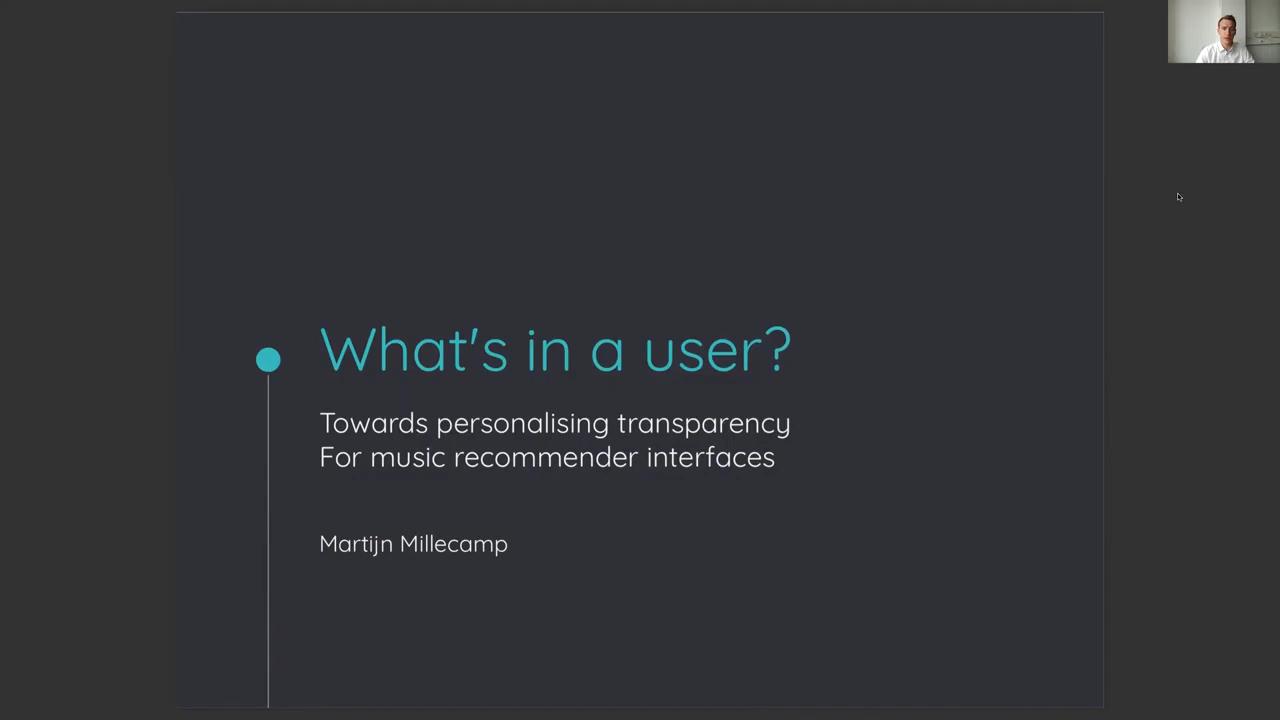 What's in a user?
Towards personalising transparency
For music recommender interfaces
Martijn Millecamp